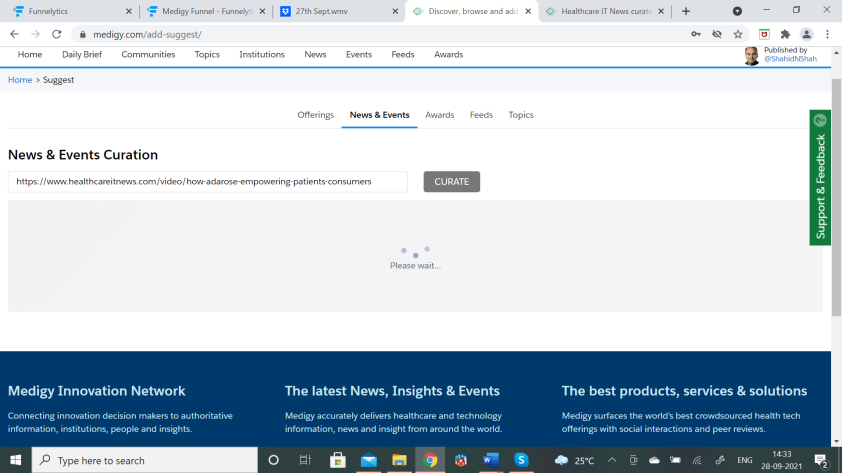 Funnelytics
Medigy Funnel - Funnelyti
27th Sept.wmv
Discover, browse and add
Healthcare IT News curate
medigy.com/add-suggest/
Home Daily Brief Communities Topics Institutions News Events Feeds Awards
Published by
@ShahidNShah
Home > Suggest
Offerings News & Events Awards Feeds Topics
News & Events Curation
https://www.healthcareitnews.com/video/how-adarose-empowering-patients-consumers
CURATE
Support & Feedback
Please wait...
Medigy Innovation Network
Connecting innovation decision makers to authoritative
information, institutions, people and insights.
The latest News, Insights & Events
Medigy accurately delivers healthcare and technology
information, news and insight from around the world.
The best products, services & solutions
Medigy surfaces the world's best crowdsourced health tech
offerings with social interactions and peer reviews.
Type here to search
25°C
ENG
14:33
28-09-2021
2